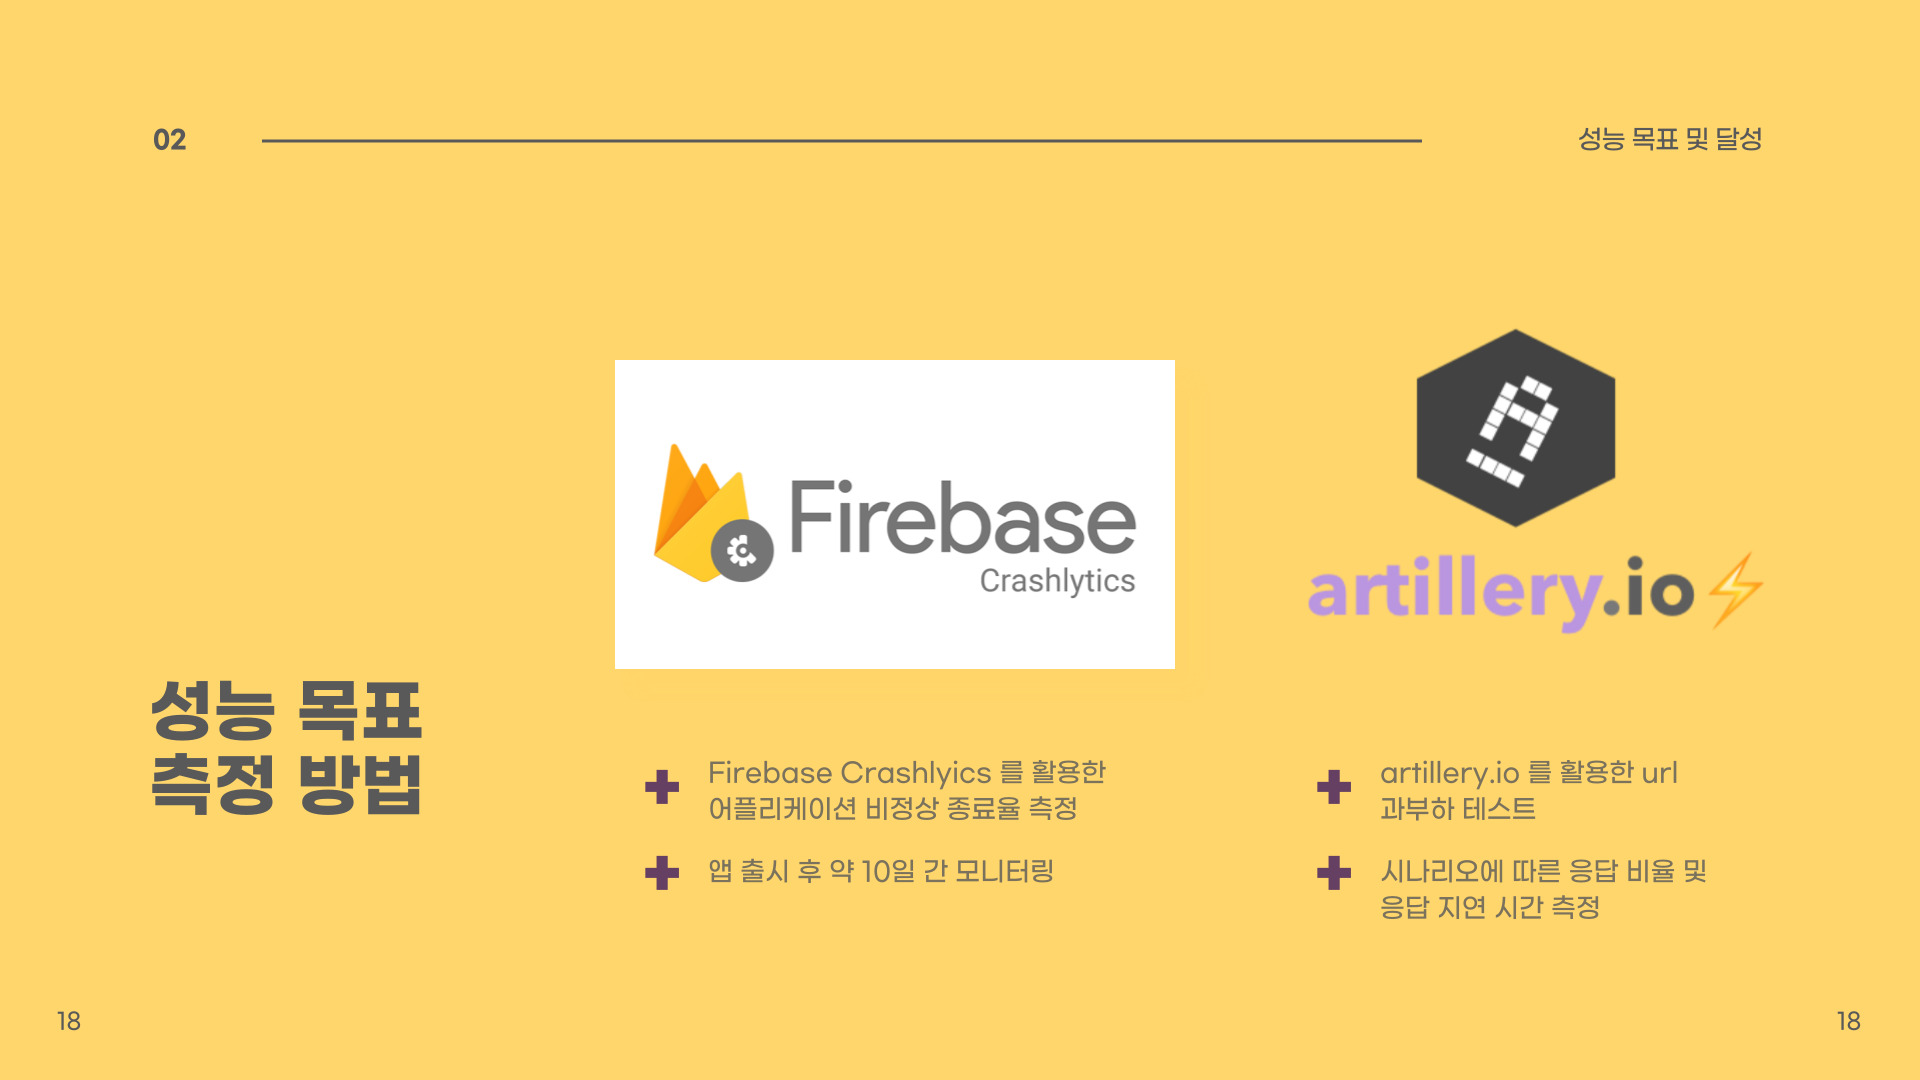 02
성능 목표 및 달성
Firebase
Crashlytics
artillery.io
성능 목표
측정 방법
Firebase Crashlyics 를 활용한
어플리케이션 비정상 종료율 측정
앱 출시 후 약 10일 간 모니터링
artillery.io 를 활용한 url
과부하 테스트
시나리오에 따른 응답 비율 및
응답 지연 시간 측정
18
18